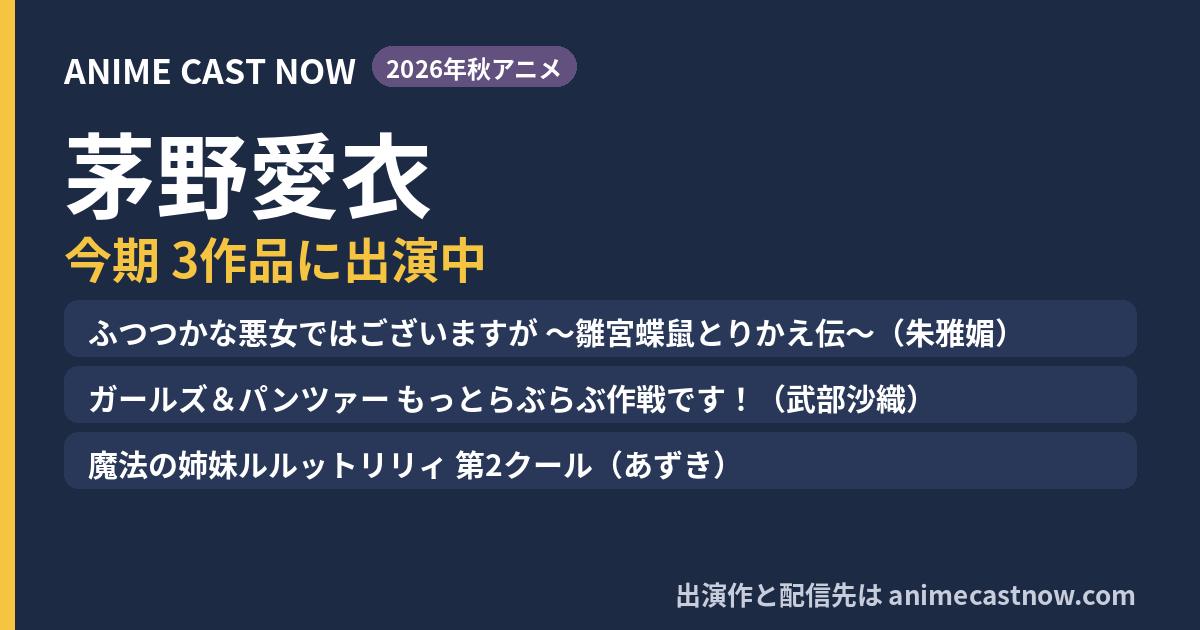 ANIME CAST NOW 2026年秋アニメ
茅野愛衣
今期 3作品に出演中
ふつつかな悪女ではございますが ～雛宮蝶鼠とりかえ伝～（朱雅媚）
ガールズ＆パンツァー もっとらぶらぶ作戦です！（武部沙織）
魔法の姉妹ルルットリリィ 第2クール（あずき）
出演作と配信先は animecastnow.com